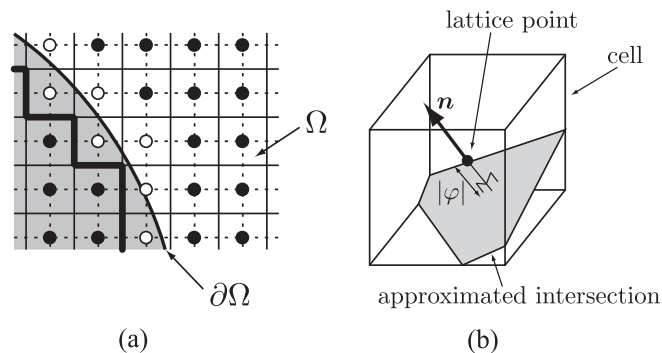 lattice point
cell
n
Ω
|φ|
∂Ω
approximated intersection
(a)
(b)